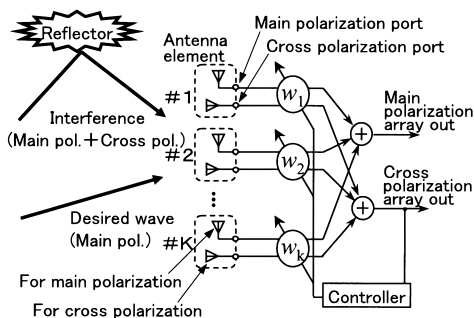 Reflector
Main polarization port
Antenna element
Cross polarization port
#1
w1
Interference
(Main pol.+Cross pol.)
Main polarization array out
#2
w2
+
Desired wave
(Main pol.)
Cross polarization array out
+
#K
wk
For main polarization
For cross polarization
Controller